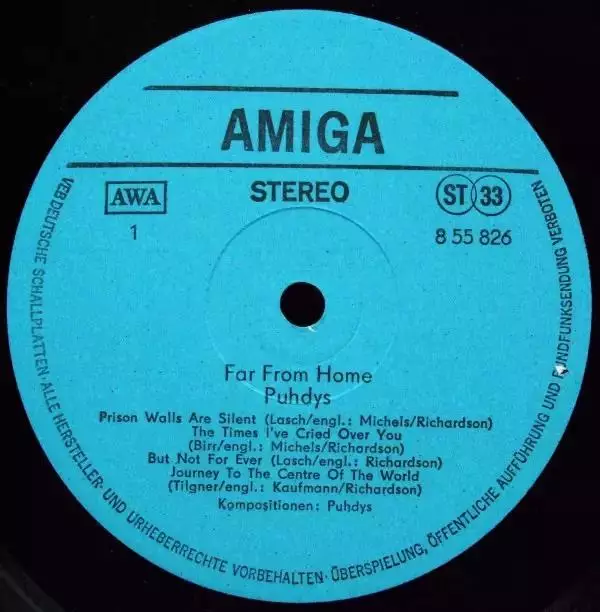 AMIGA
AWA
STEREO
ST 33
1
8 55 826
Far From Home
Puhdys
Prison Walls Are Silent (Lasch/engl.: Michels/Richardson)
The Times I've Cried Over You
(Birr/engl.: Michels/Richardson)
But Not For Ever (Lasch/engl.: Richardson)
Journey To The Centre Of The World
(Tilgner/engl.: Kaufmann/Richardson)
Kompositionen: Puhdys
VEB DEUTSCHE SCHALLPLATTEN · ALLE HERSTELLER- UND URHEBERRECHTE VORBEHALTEN · ÜBERSPIELUNG, ÖFFENTLICHE AUFFÜHRUNG UND RUNDFUNKSENDUNG VERBOTEN